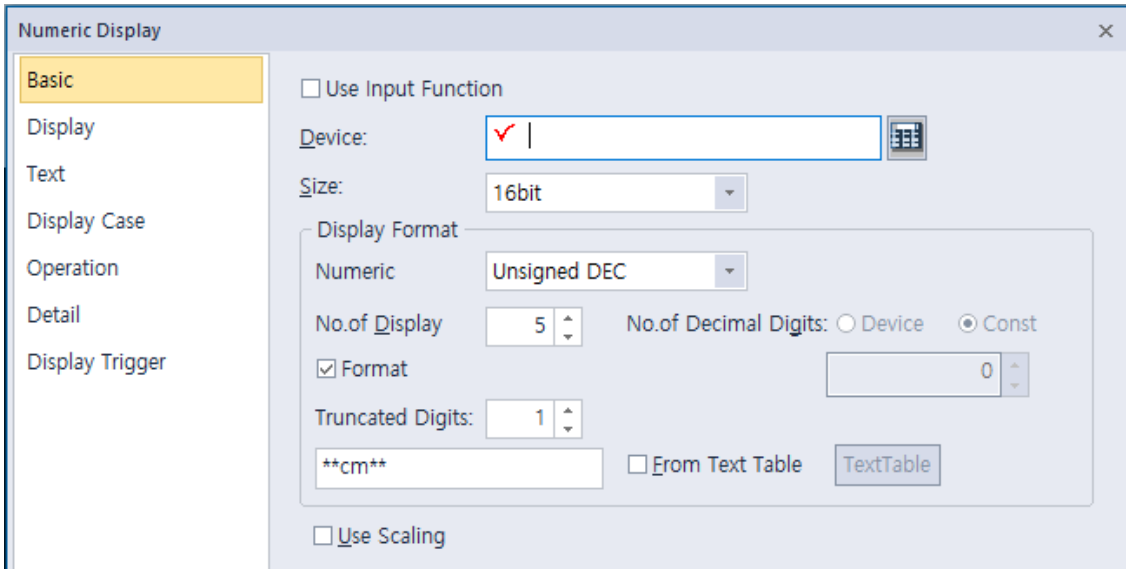 Numeric Display
Basic
Display
Text
Display Case
Operation
Detail
Display Trigger
Use Input Function
Device:
Size:
16bit
Display Format
Numeric
Unsigned DEC
No.of Display
5
No.of Decimal Digits:
Device
Const
Format
0
Truncated Digits:
1
**cm**
From Text Table
TextTable
Use Scaling